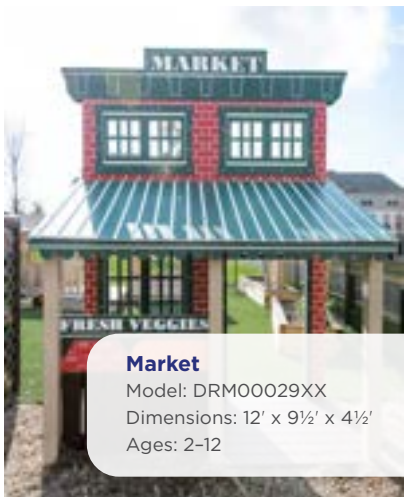 MARKET
FRESH VEGGIES
Market
Model: DRM00029XX
Dimensions: 12' x 9½' x 4½'
Ages: 2–12